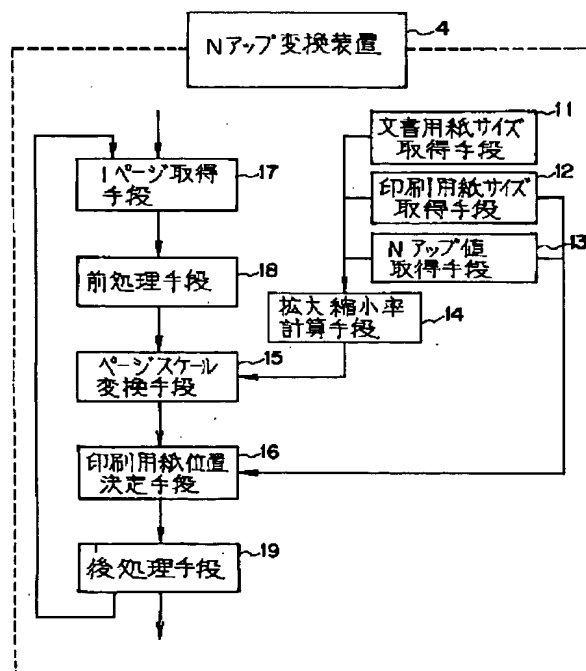 Nアップ変換装置
4
文書用紙サイズ
取得手段
11
印刷用紙サイズ
取得手段
12
Nアップ値
取得手段
13
拡大縮小率
計算手段
14
1ページ取得
手段
17
前処理手段
18
ページスケール
変換手段
15
印刷用紙位置
決定手段
16
後処理手段
19